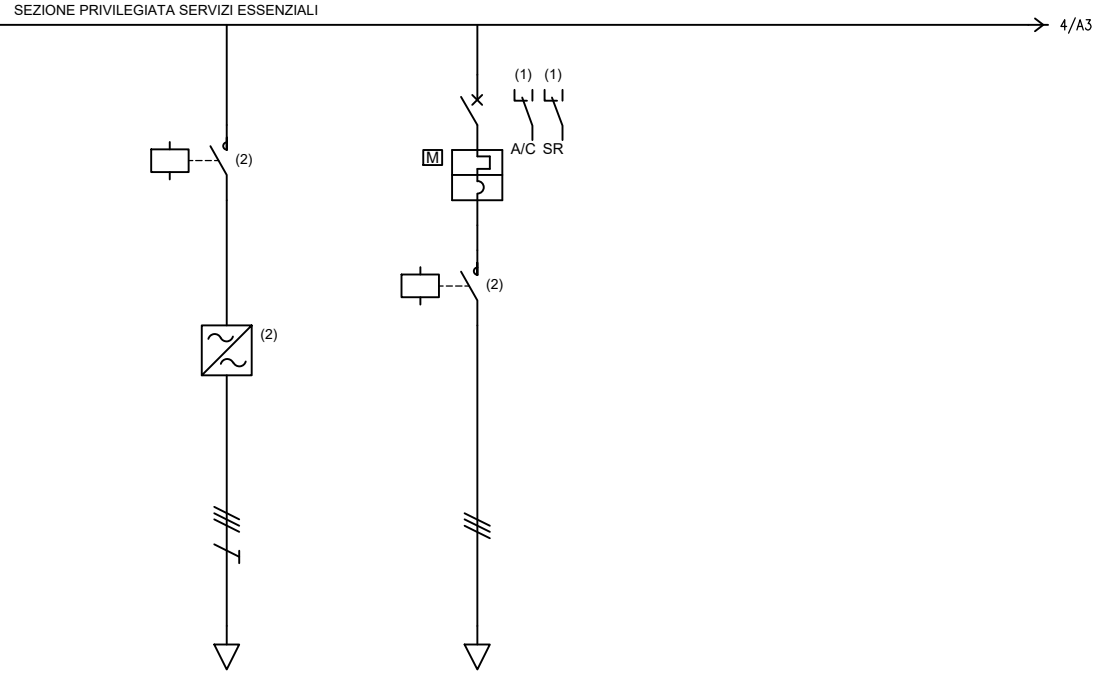 SEZIONE PRIVILEGIATA SERVIZI ESSENZIALI
4/A3
(1) (1)
A/C SR
(2)
M
(2)
(2)